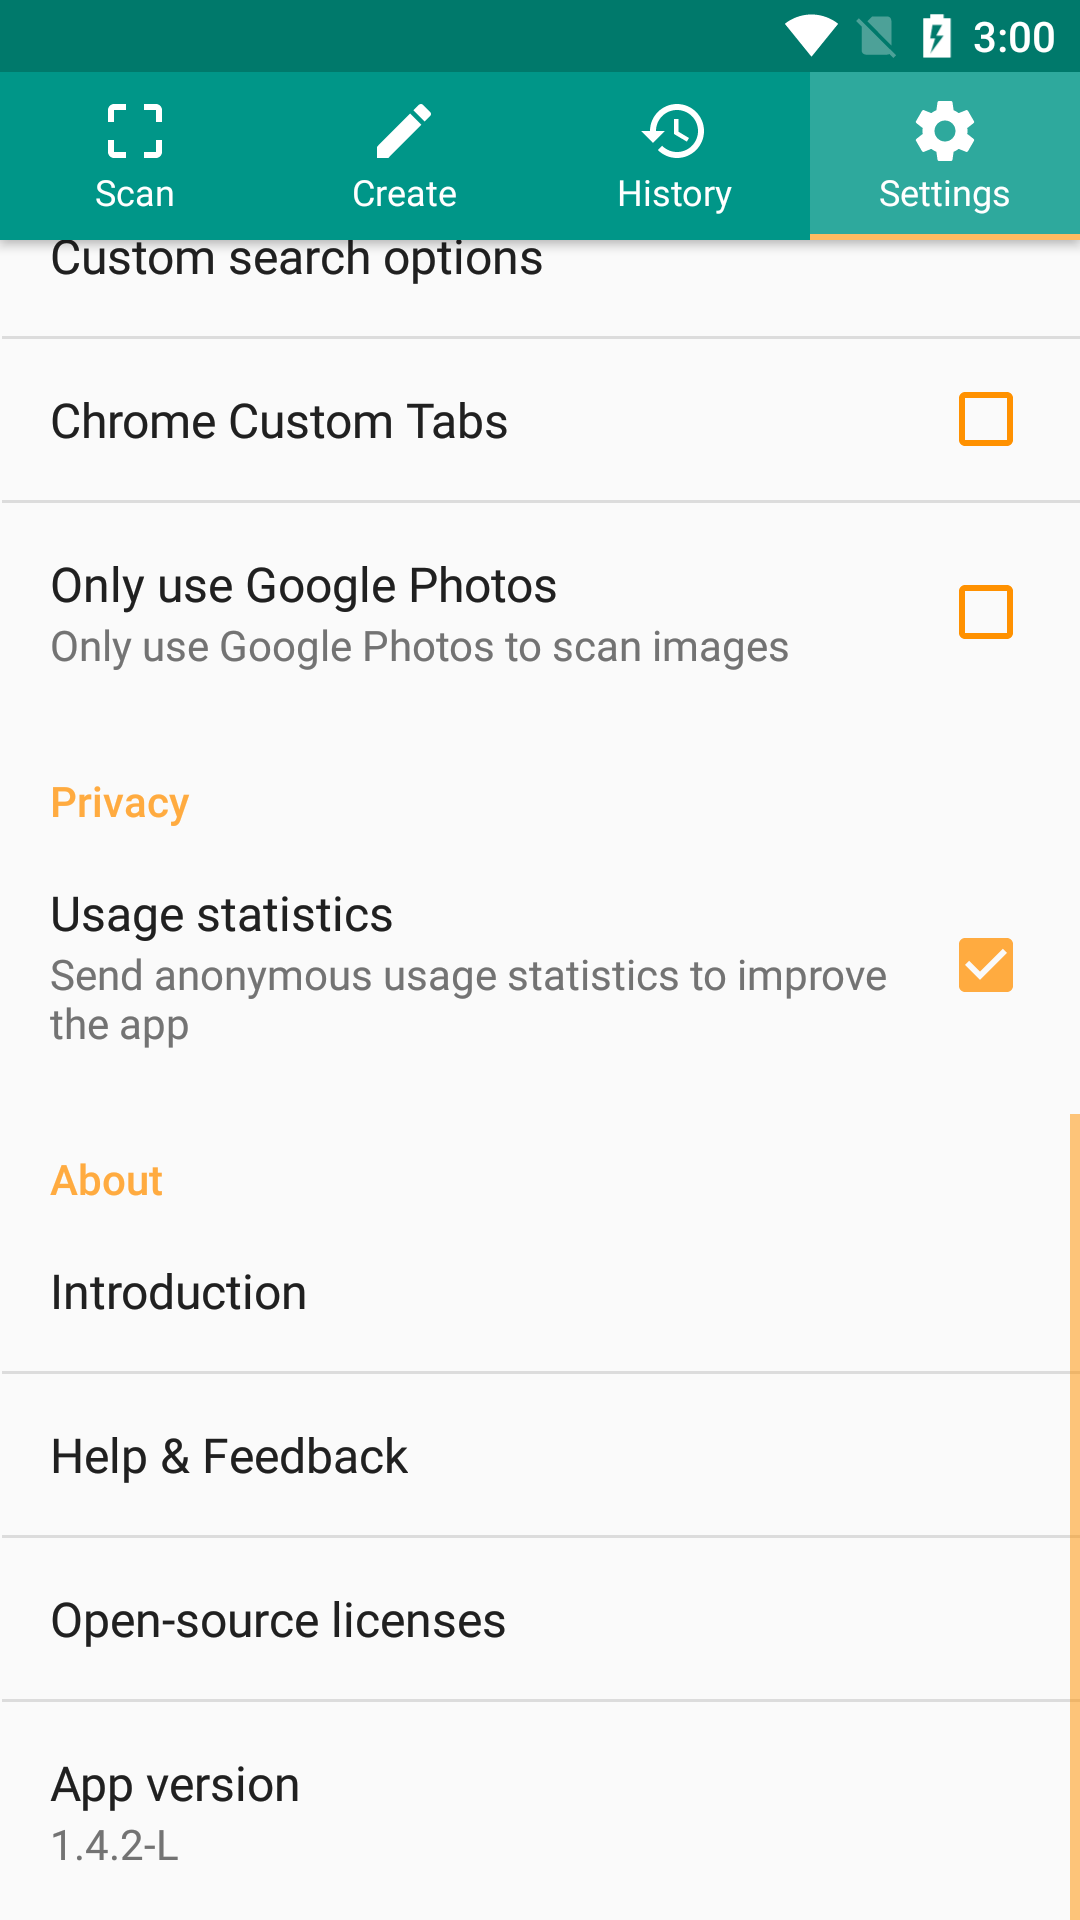 3:00
Scan
Create
History
Settings
Custom search options
Chrome Custom Tabs
Only use Google Photos
Only use Google Photos to scan images
Privacy
Usage statistics
Send anonymous usage statistics to improve
the app
About
Introduction
Help & Feedback
Open-source licenses
App version
1.4.2-L